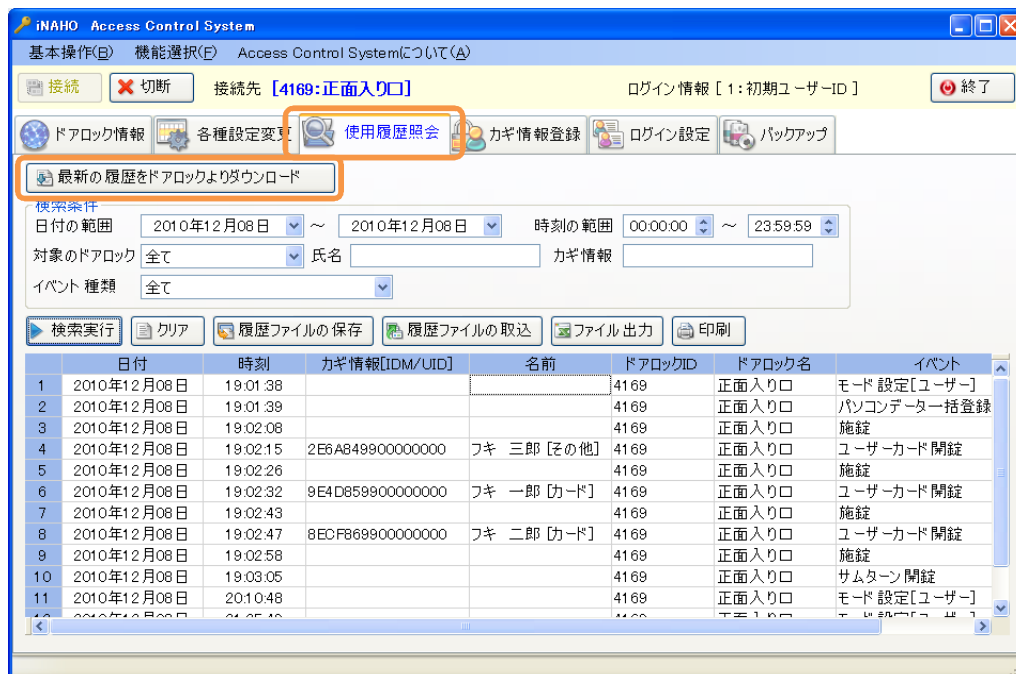 iNAHO Access Control System
基本操作(B) 機能選択(F) Access Control Systemについて(A)
接続 切断 接続先 [4169:正面入り口] ログイン情報 [ 1:初期ユーザーID ] 終了
ドアロック情報 各種設定変更 使用履歴照会 カギ情報登録 ログイン設定 バックアップ
最新の履歴をドアロックよりダウンロード
検索条件
日付の範囲 2010年12月08日 ~ 2010年12月08日 時刻の範囲 00:00:00 ~ 23:59:59
対象のドアロック 全て 氏名 カギ情報
イベント種類 全て
検索実行 クリア 履歴ファイルの保存 履歴ファイルの取込 ファイル出力 印刷
日付 時刻 カギ情報[IDM/UID] 名前 ドアロックID ドアロック名 イベント
1 2010年12月08日 19:01:38 4169 正面入り口 モード設定[ユーザー]
2 2010年12月08日 19:01:39 4169 正面入り口 パソコンデータ一括登録
3 2010年12月08日 19:02:08 4169 正面入り口 施錠
4 2010年12月08日 19:02:15 2E6A849900000000 フキ 三郎 [その他] 4169 正面入り口 ユーザーカード開錠
5 2010年12月08日 19:02:26 4169 正面入り口 施錠
6 2010年12月08日 19:02:32 9E4D859900000000 フキ 一郎 [カード] 4169 正面入り口 ユーザーカード開錠
7 2010年12月08日 19:02:43 4169 正面入り口 施錠
8 2010年12月08日 19:02:47 8ECF869900000000 フキ 二郎 [カード] 4169 正面入り口 ユーザーカード開錠
9 2010年12月08日 19:02:58 4169 正面入り口 施錠
10 2010年12月08日 19:03:05 4169 正面入り口 サムターン開錠
11 2010年12月08日 20:10:48 4169 正面入り口 モード設定[ユーザー]